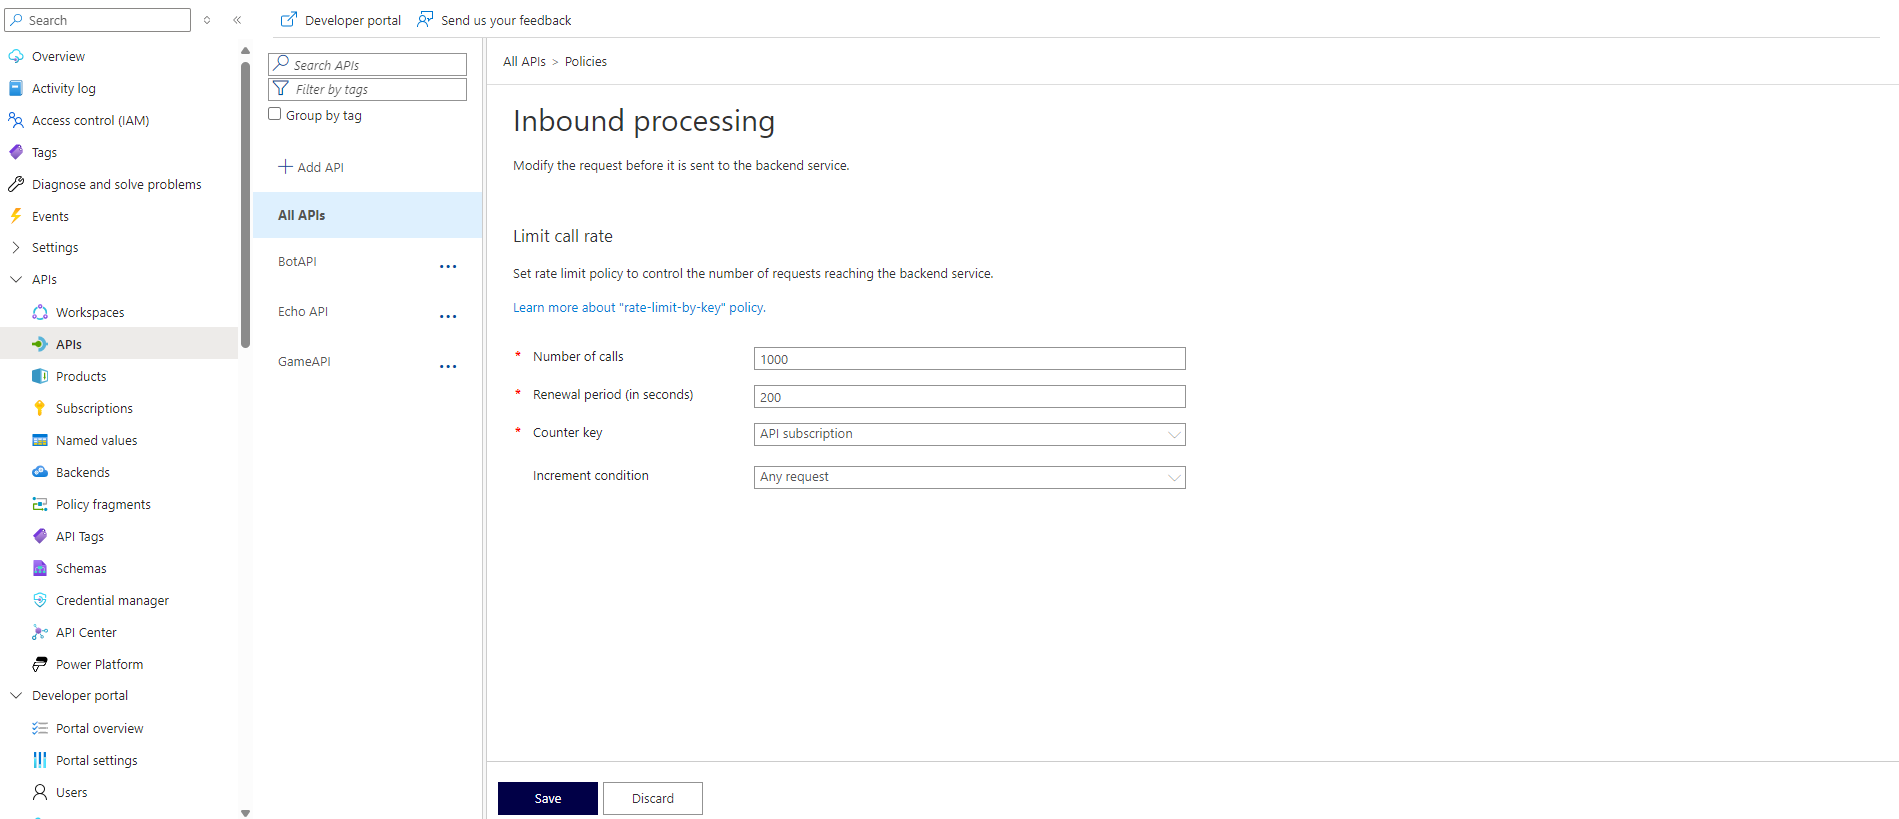 Search
Overview
Activity log
Access control (IAM)
Tags
Diagnose and solve problems
Events
Settings
APIs
Workspaces
APIs
Products
Subscriptions
Named values
Backends
Policy fragments
API Tags
Schemas
Credential manager
API Center
Power Platform
Developer portal
Portal overview
Portal settings
Users
Developer portal
Send us your feedback
Search APIs
Filter by tags
Group by tag
Add API
All APIs
BotAPI
Echo API
GameAPI
All APIs > Policies
Inbound processing
Modify the request before it is sent to the backend service.
Limit call rate
Set rate limit policy to control the number of requests reaching the backend service.
Learn more about "rate-limit-by-key" policy.
* Number of calls 1000
* Renewal period (in seconds) 200
* Counter key API subscription
Increment condition Any request
Save
Discard